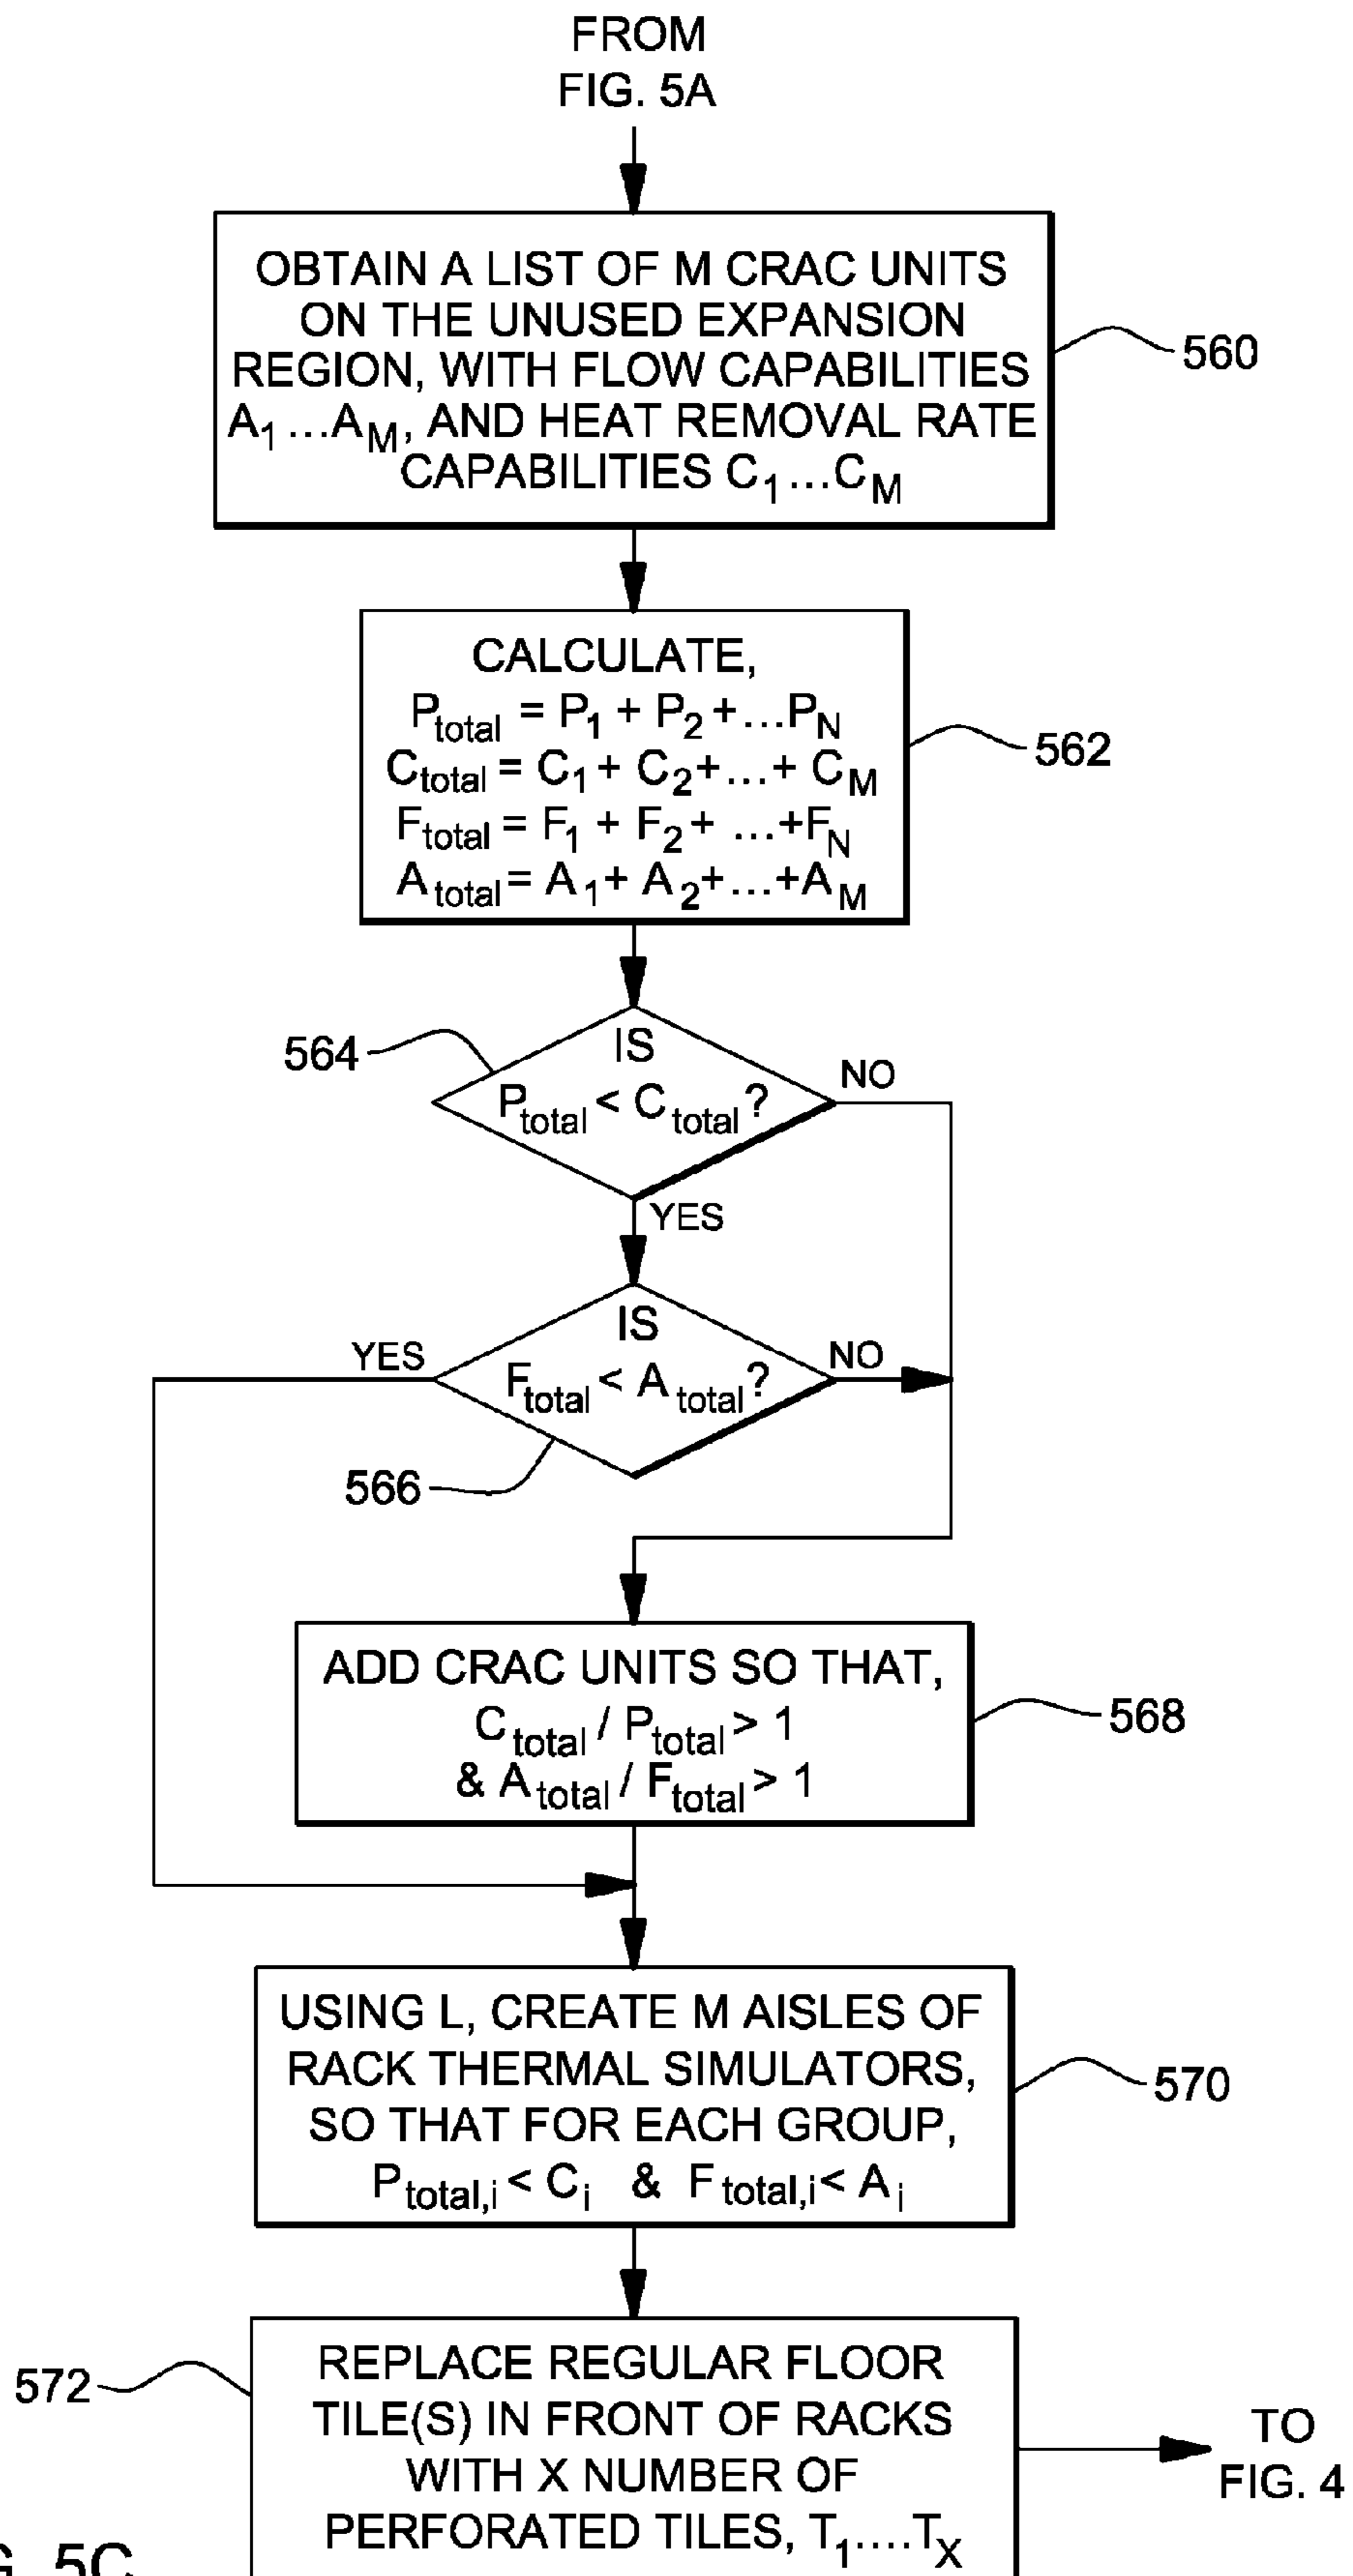 FROM
FIG. 5A
OBTAIN A LIST OF M CRAC UNITS
ON THE UNUSED EXPANSION
REGION, WITH FLOW CAPABILITIES
A1...AM, AND HEAT REMOVAL RATE
CAPABILITIES C1...CM
560
CALCULATE,
Ptotal = P1 + P2 +...PN
Ctotal = C1 + C2+...+ CM
Ftotal = F1 + F2 + ...+FN
Atotal = A1 + A2+...+AM
562
564
IS
Ptotal < Ctotal ?
NO
YES
IS
Ftotal < Atotal ?
YES
NO
566
ADD CRAC UNITS SO THAT,
Ctotal / Ptotal > 1
& Atotal / Ftotal > 1
568
USING L, CREATE M AISLES OF
RACK THERMAL SIMULATORS,
SO THAT FOR EACH GROUP,
Ptotal,i < Ci & Ftotal,i < Ai
570
572
REPLACE REGULAR FLOOR
TILE(S) IN FRONT OF RACKS
WITH X NUMBER OF
PERFORATED TILES, T1....TX
TO
FIG. 4
5C